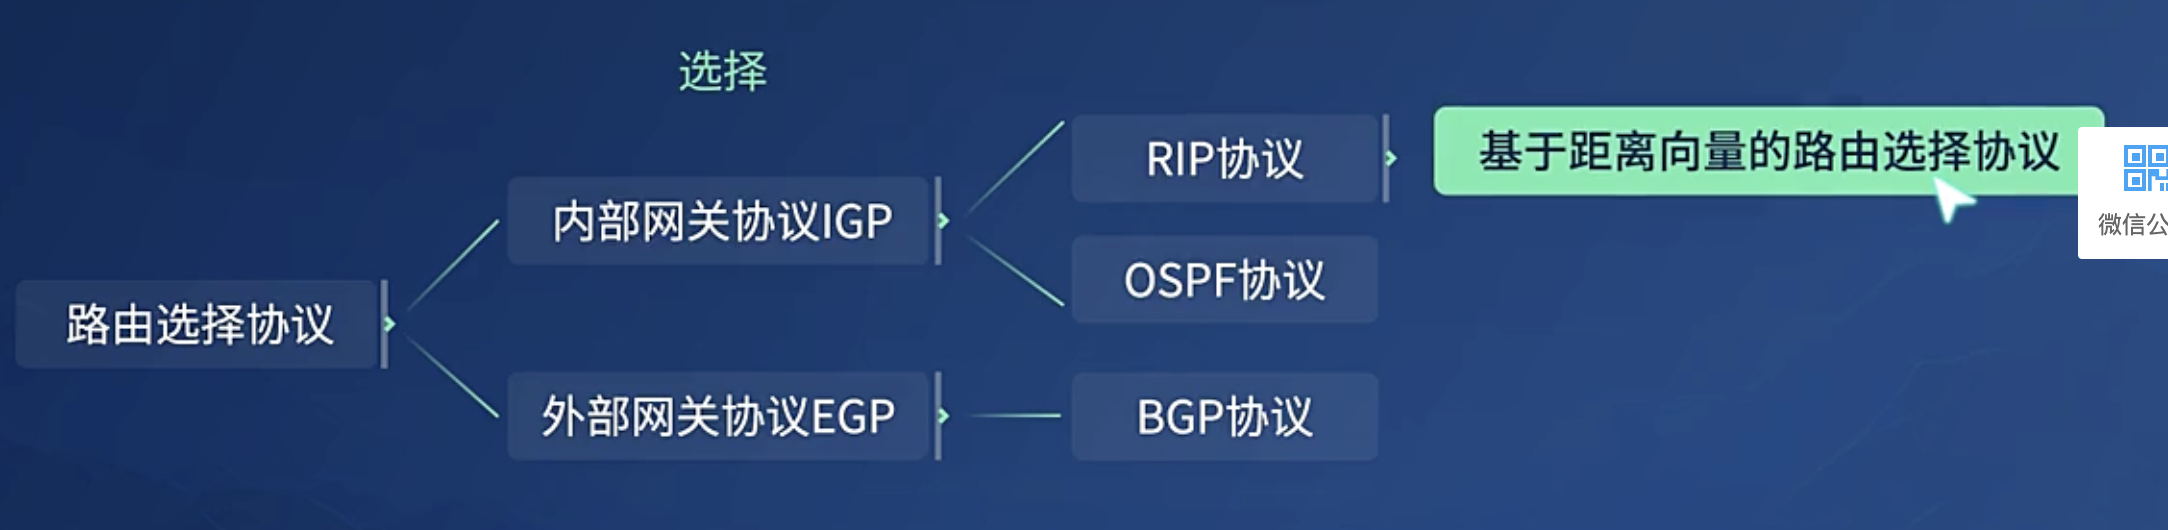 选择
RIP协议
基于距离向量的路由选择协议
内部网关协议IGP
OSPF协议
路由选择协议
外部网关协议EGP
BGP协议
微信公